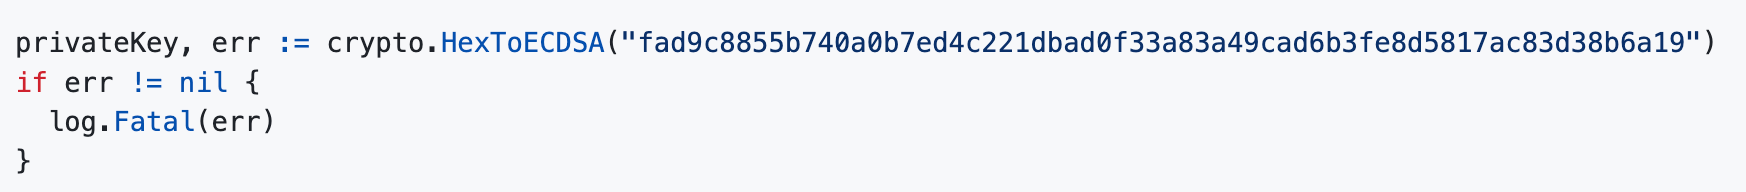 privateKey, err := crypto.HexToECDSA("fad9c8855b740a0b7ed4c221dbad0f33a83a49cad6b3fe8d5817ac83d38b6a19")
if err != nil {
  log.Fatal(err)
}